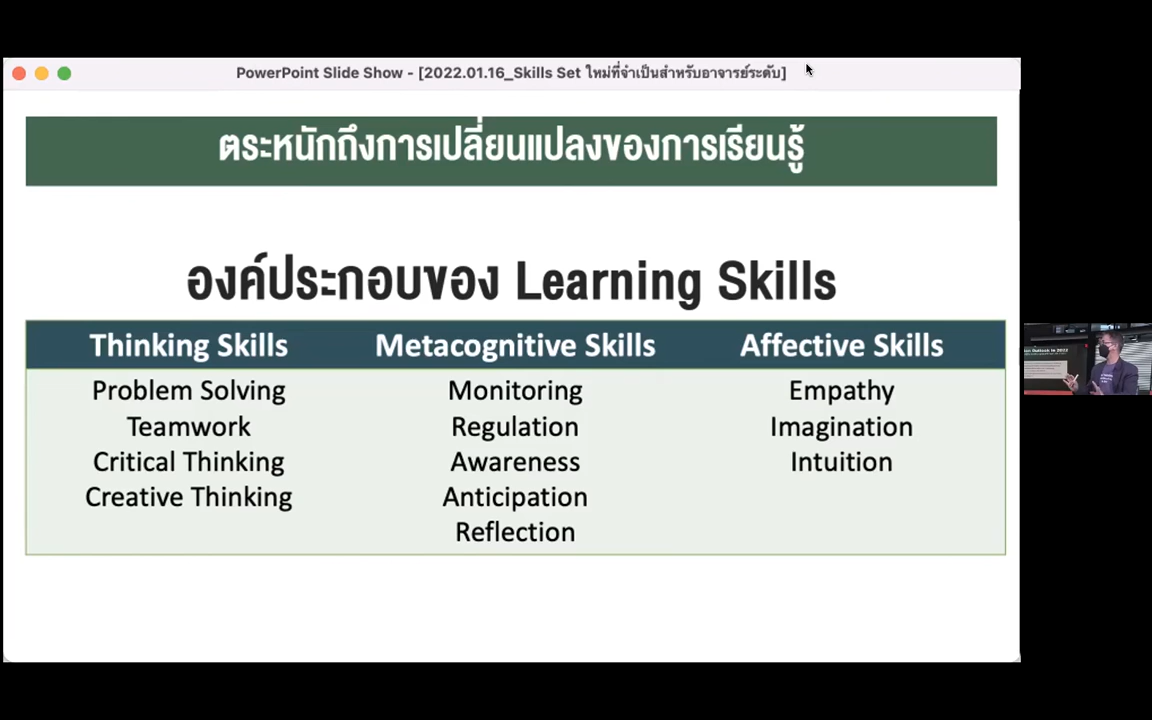 PowerPoint Slide Show - [2022.01.16_Skills Set ใหม่ที่จำเป็นสำหรับอาจารย์ระดับ]
ตระหนักถึงการเปลี่ยนแปลงของการเรียนรู้
องค์ประกอบของ Learning Skills
Thinking Skills Metacognitive Skills Affective Skills
Problem Solving Monitoring Empathy
Teamwork Regulation Imagination
Critical Thinking Awareness Intuition
Creative Thinking Anticipation
Reflection